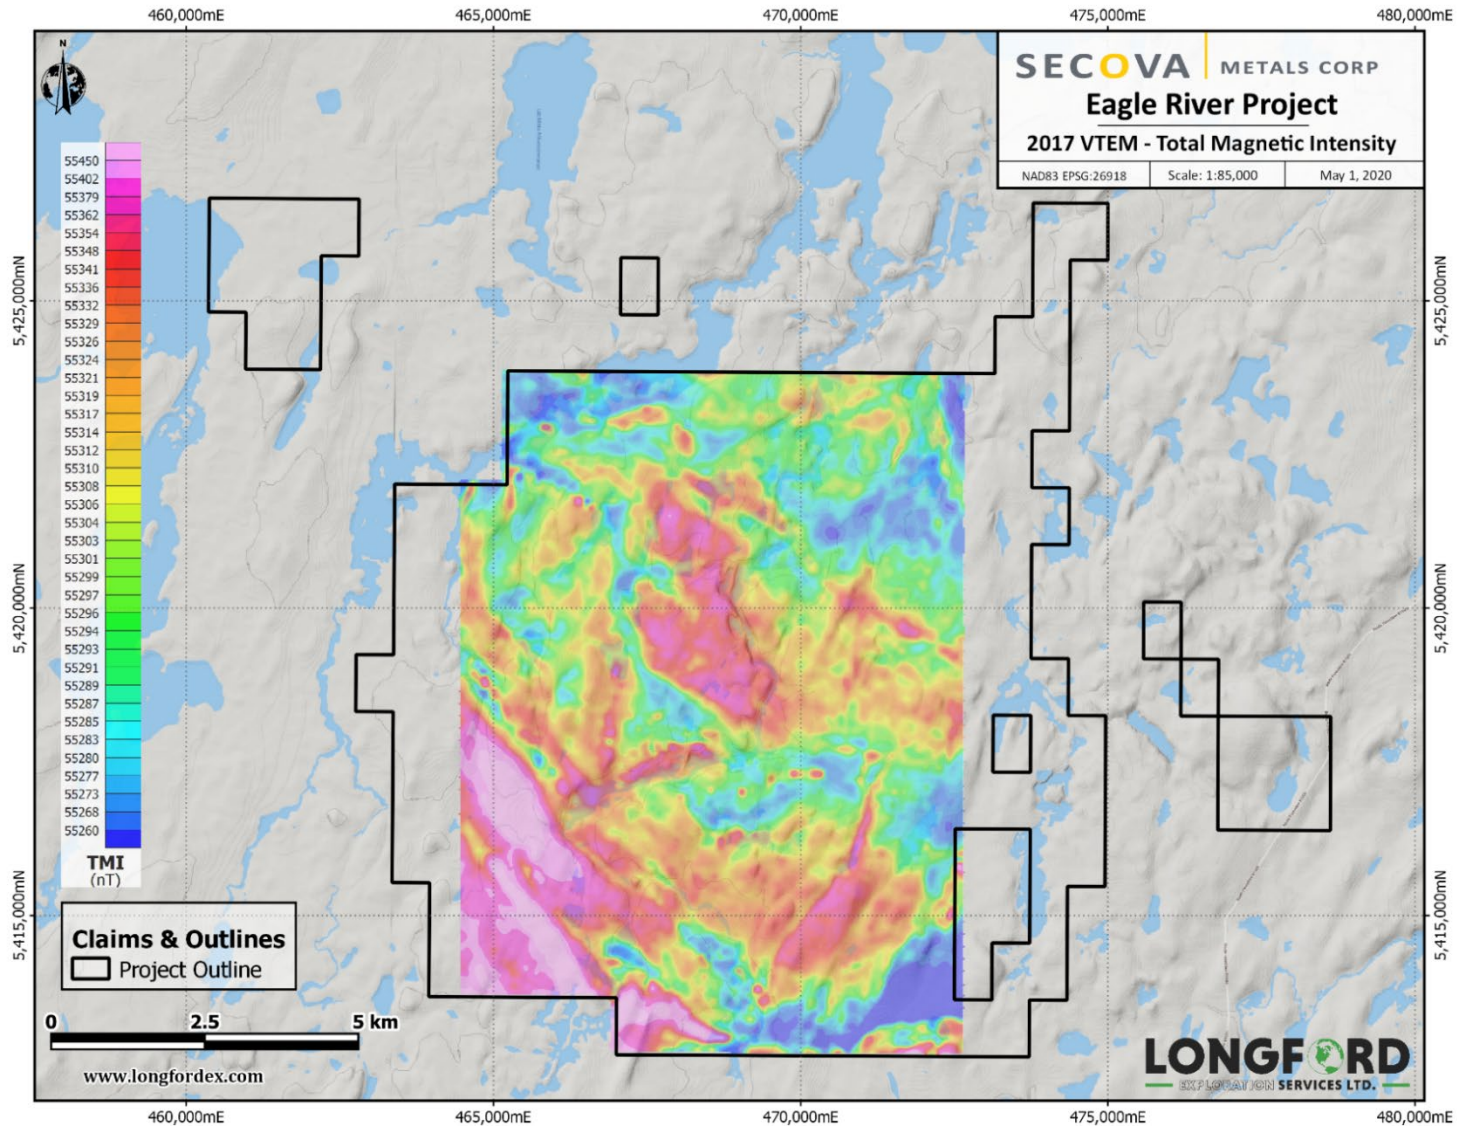 460,000mE 465,000mE 470,000mE 475,000mE 480,000mE
SECOVA METALS CORP
Eagle River Project
2017 VTEM - Total Magnetic Intensity
NAD83 EPSG:26918 Scale: 1:85,000 May 1, 2020
N
55450
55402
55379
55362
55354
55348
55341
55336
55332
55329
55326
55324
55321
55319
55317
55314
55312
55310
55308
55306
55304
55303
55301
55299
55297
55296
55294
55293
55291
55289
55287
55285
55283
55280
55277
55273
55268
55260
TMI
(nT)
5,425,000mN
5,420,000mN
5,415,000mN
5,425,000mN
5,420,000mN
5,415,000mN
Claims & Outlines
Project Outline
0 2.5 5 km
www.longfordex.com
LONGFORD
EXPLORATION SERVICES LTD.
460,000mE 465,000mE 470,000mE 475,000mE 480,000mE